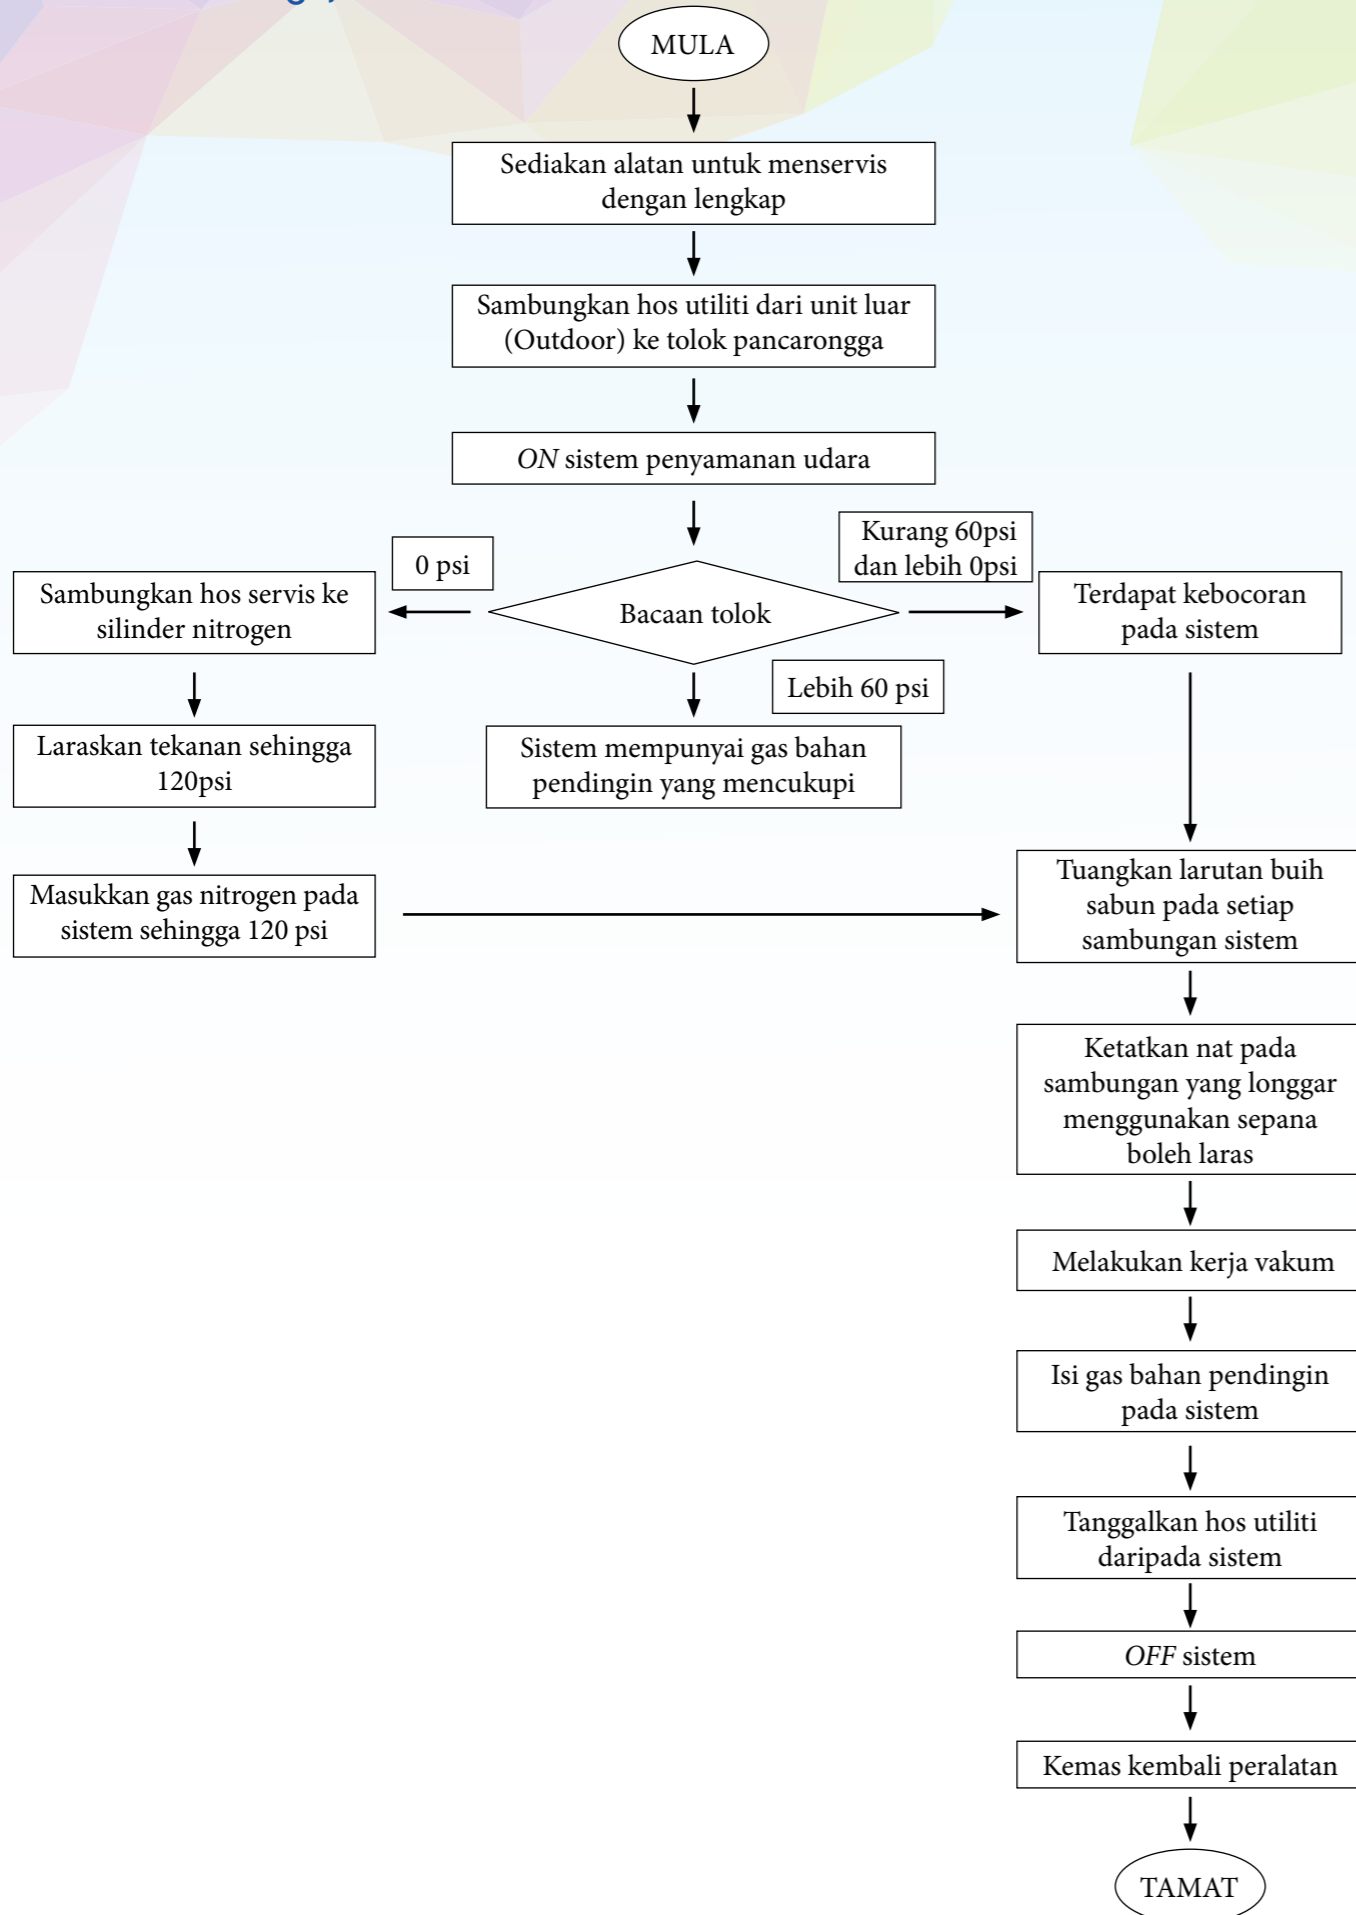 MULA
Sediakan alatan untuk menservis
dengan lengkap
Sambungkan hos utiliti dari unit luar
(Outdoor) ke tolok pancarongga
ON sistem penyamanan udara
Bacaan tolok
0 psi
Sambungkan hos servis ke
silinder nitrogen
Laraskan tekanan sehingga
120psi
Masukkan gas nitrogen pada
sistem sehingga 120 psi
Lebih 60 psi
Sistem mempunyai gas bahan
pendingin yang mencukupi
Kurang 60psi
dan lebih 0psi
Terdapat kebocoran
pada sistem
Tuangkan larutan buih
sabun pada setiap
sambungan sistem
Ketatkan nat pada
sambungan yang longgar
menggunakan sepana
boleh laras
Melakukan kerja vakum
Isi gas bahan pendingin
pada sistem
Tanggalkan hos utiliti
daripada sistem
OFF sistem
Kemas kembali peralatan
TAMAT